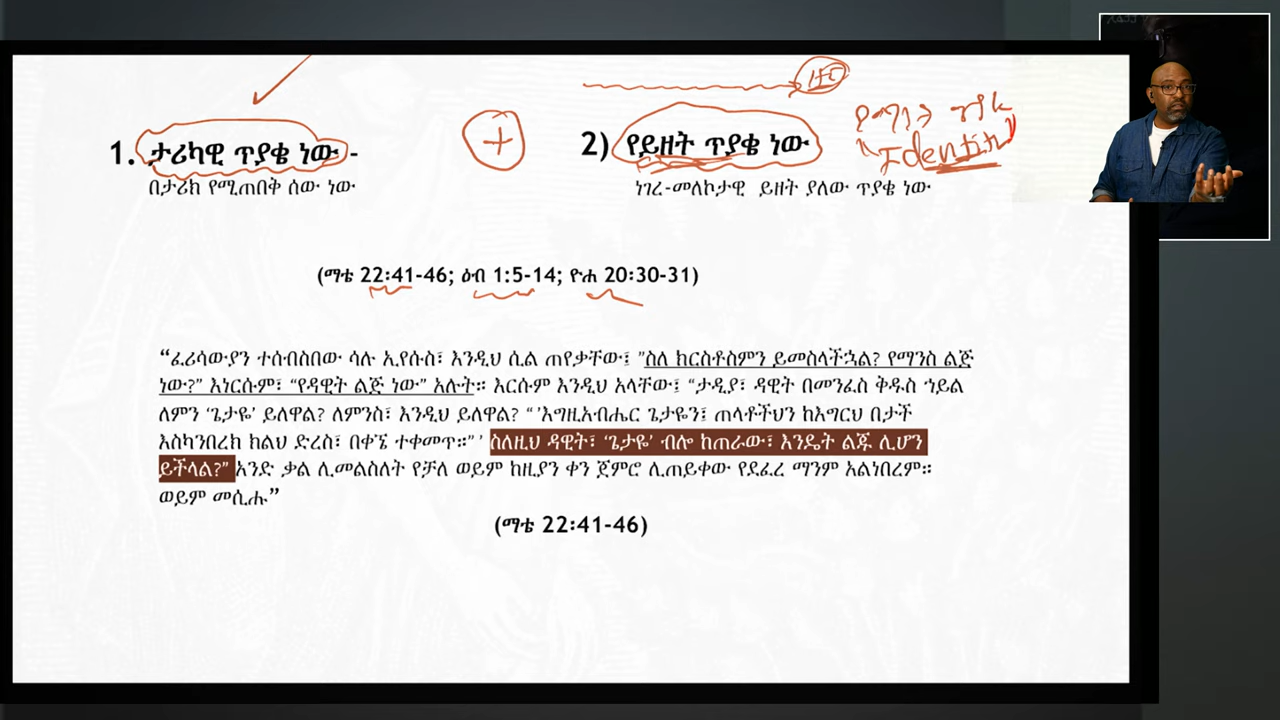 1. ታሪካዊ ጥያቄ ነው -
በታሪክ የሚጠበቅ ሰው ነው
+
2) የይዘት ጥያቄ ነው
ነገረ-መለኮታዊ ይዘት ያለው ጥያቄ ነው
(ማቴ 22፡41-46; ዕብ 1:5-14; ዮሐ 20፡30-31)
“ፈሪሳውያን ተሰብስበው ሳሉ ኢየሱስ፣ እንዲህ ሲል ጠየቃቸው፤ "ስለ ክርስቶስምን ይመስላችኋል? የማንስ ልጅ
ነው?” እነርሱም፣ “የዳዊት ልጅ ነው” አሉት። እርሱም እንዲህ አላቸው፤ “ታዲያ፣ ዳዊት በመንፈስ ቅዱስ ኀይል
ለምን ‘ጌታዬ’ ይለዋል? ለምንስ፣ እንዲህ ይለዋል? “ ’እግዚአብሔር ጌታዬን፤ ጠላቶችህን ከእግርህ በታች
እስካንበረክ ክልህ ድረስ፣ በቀኜ ተቀመጥ።” ’ ስለዚህ ዳዊት፣ ‘ጌታዬ’ ብሎ ከጠራው፣ እንዴት ልጁ ሊሆን
ይችላል?” አንድ ቃል ሊመልስለት የቻለ ወይም ከዚያን ቀን ጀምሮ ሊጠይቀው የደፈረ ማንም አልነበረም።
ወይም መሲሑ”
(ማቴ 22፡41-46)